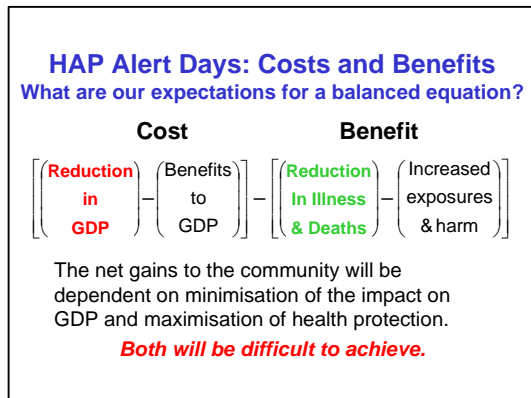 HAP Alert Days: Costs and Benefits
What are our expectations for a balanced equation?
Cost Benefit
[(Reduction in GDP) − (Benefits to GDP)] − [(Reduction In Illness & Deaths) − (Increased exposures & harm)]
The net gains to the community will be
dependent on minimisation of the impact on
GDP and maximisation of health protection.
Both will be difficult to achieve.